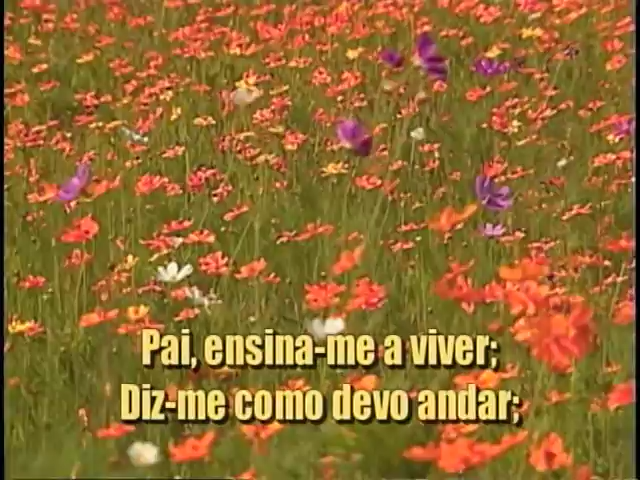 Pai, ensina-me a viver;
Diz-me como devo andar;